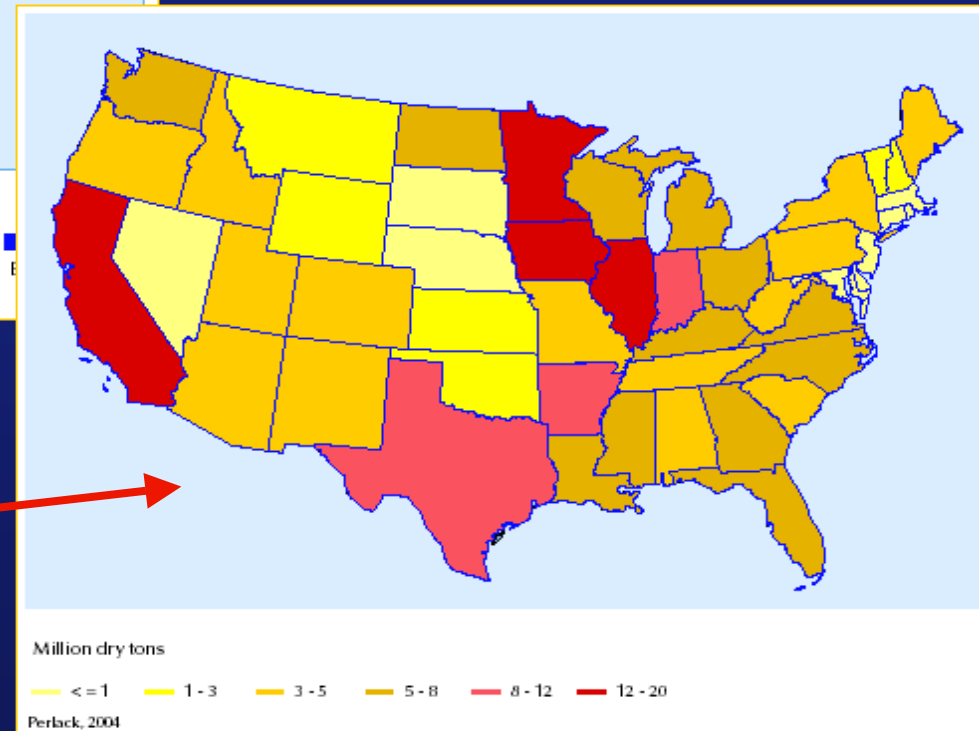 Million dry tons
< = 1 1 - 3 3 - 5 5 - 8 8 - 12 12 - 20
Perlack, 2004